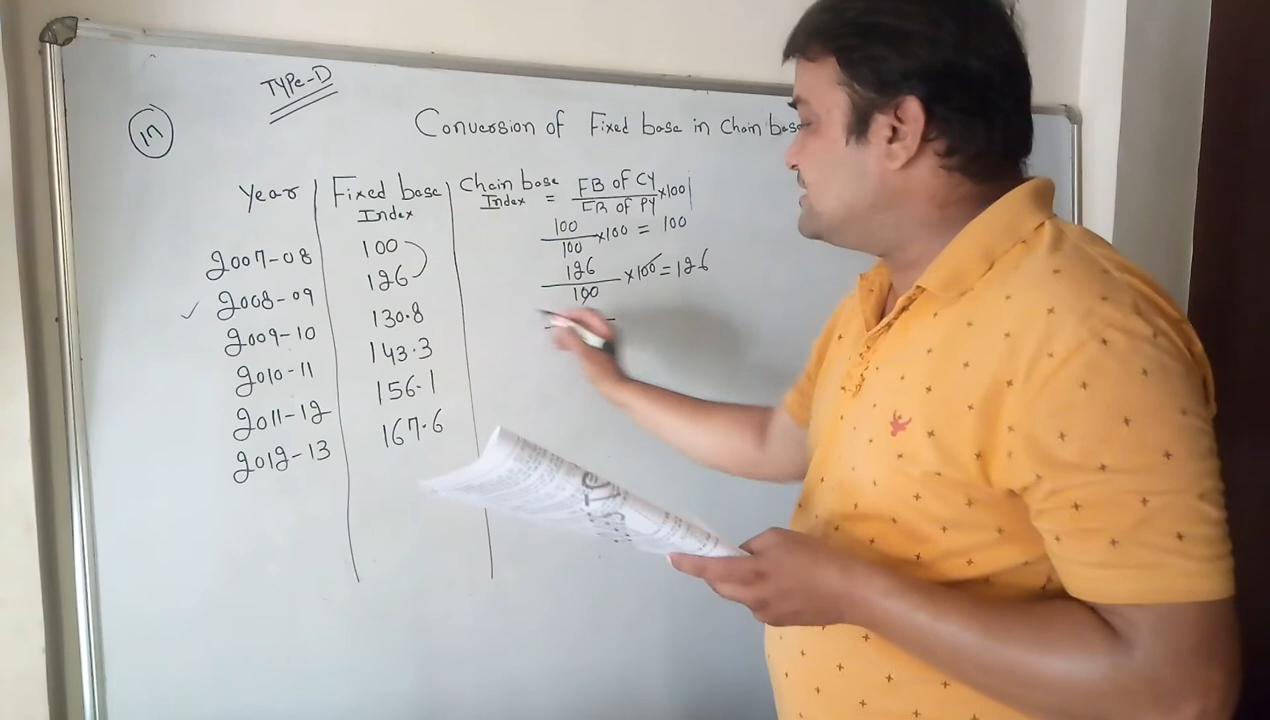 TYPe-D
17
Conversion of Fixed base in Chain base
Year Fixed base Index Chain base Index = FB of CY / FB of PY ×100
2007-08 100 100/100 ×100 = 100
2008-09 126 126/100 ×100 = 126
2009-10 130.8
2010-11 143.3
2011-12 156.1
2012-13 167.6